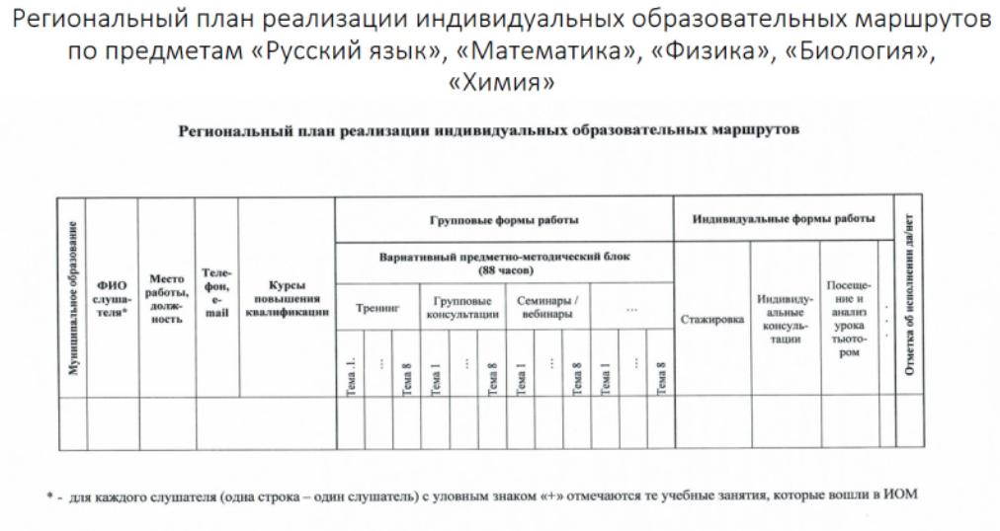 Региональный план реализации индивидуальных образовательных маршрутов
по предметам «Русский язык», «Математика», «Физика», «Биология»,
«Химия»
Региональный план реализации индивидуальных образовательных маршрутов
Муниципальное образование
ФИО
слуша-
теля*
Место
работы,
долж-
ность
Теле-
фон,
e-
mail
Курсы
повышения
квалификации
Групповые формы работы
Вариативный предметно-методический блок
(88 часов)
Тренинг
Групповые
консультации
Семинары /
вебинары
...
Тема .1.
...
Тема 8
Тема 1
...
Тема 8
Тема 1
...
Тема 8
Тема 1
...
Тема 8
Индивидуальные формы работы
Стажировка
Индивиду-
альные
консуль-
тации
Посеще-
ние и
анализ
урока
тьюто-
ром
...
Отметка об исполнении да/нет
* - для каждого слушателя (одна строка – один слушатель) с уловным знаком «+» отмечаются те учебные занятия, которые вошли в ИОМ